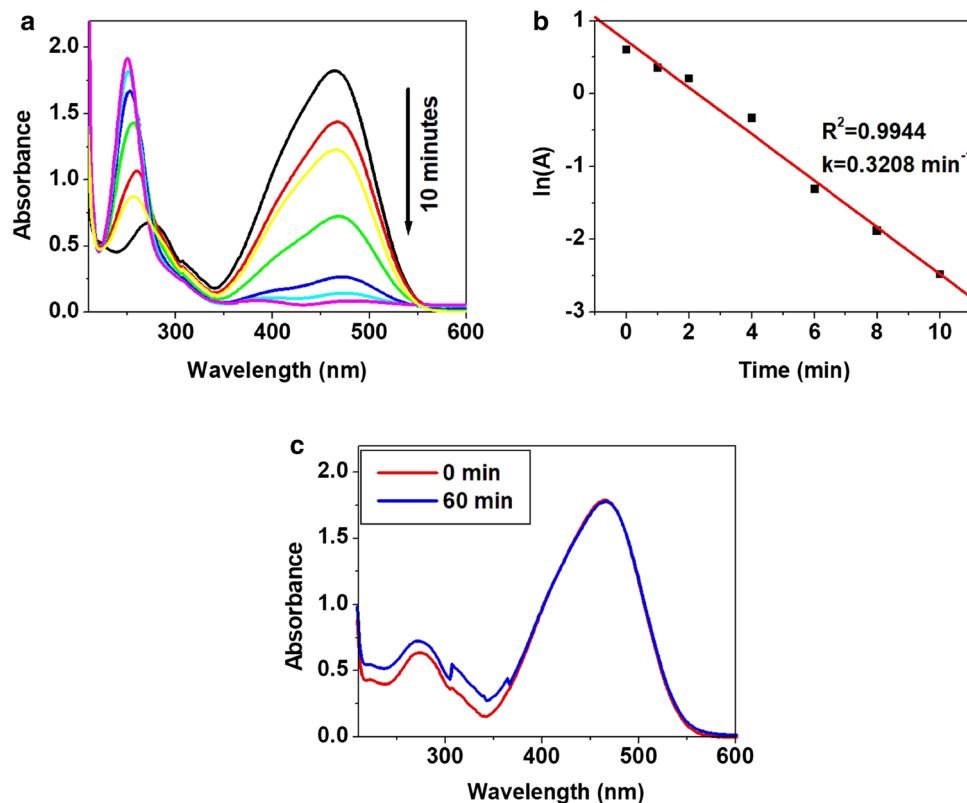 a
2.0
1.5
1.0
0.5
0.0
300
400
500
600
Absorbance
Wavelength (nm)
10 minutes
b
1
0
-1
-2
-3
0
2
4
6
8
10
ln(A)
Time (min)
R²=0.9944
k=0.3208 min⁻
c
0 min
60 min
2.0
1.5
1.0
0.5
0.0
300
400
500
600
Absorbance
Wavelength (nm)